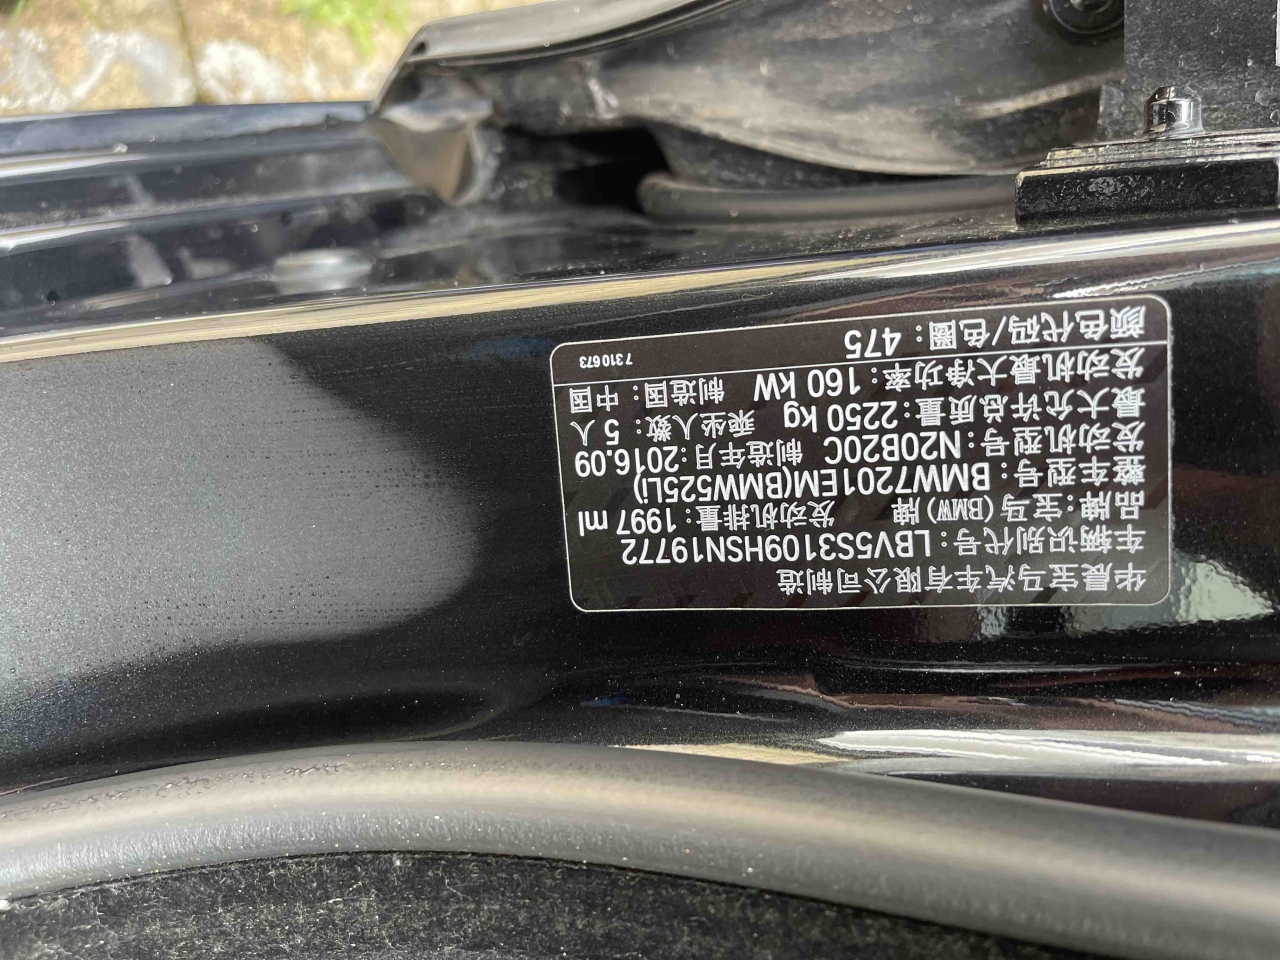 华晨宝马汽车有限公司制造
车辆识别代号：LBV5S3109HSN19772
品牌：宝马(BMW)牌 发动机排量：1997 ml
整车型号：BMW7201EM(BMW525Li)
发动机型号：N20B20C 制造年月：2016.09
最大允许总质量：2250 kg 乘坐人数：5 人
发动机最大净功率：160 kW 制造国：中国
颜色代码/色圈：475 7310673